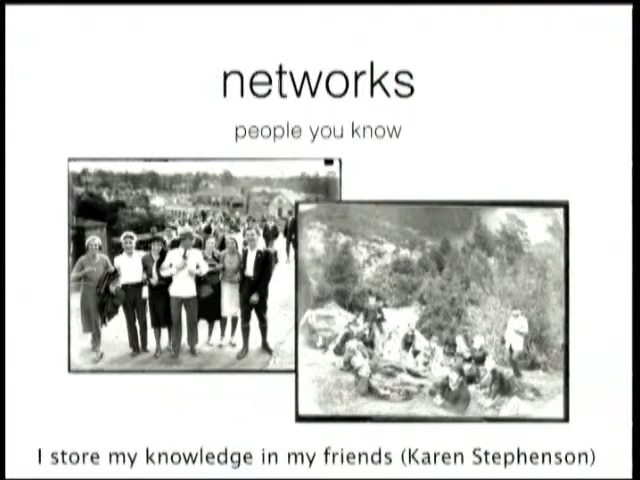 networks
people you know
I store my knowledge in my friends (Karen Stephenson)